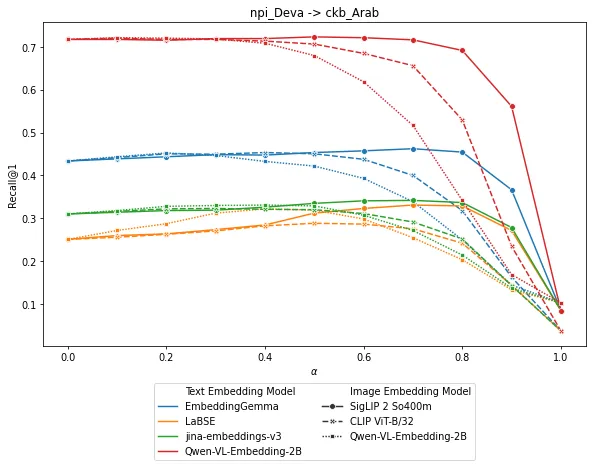 npi_Deva -> ckb_Arab
Recall@1
0.7
0.6
0.5
0.4
0.3
0.2
0.1
0.0 0.2 0.4 0.6 0.8 1.0
α
Text Embedding Model
EmbeddingGemma
LaBSE
jina-embeddings-v3
Qwen-VL-Embedding-2B
Image Embedding Model
SigLIP 2 So400m
CLIP ViT-B/32
Qwen-VL-Embedding-2B